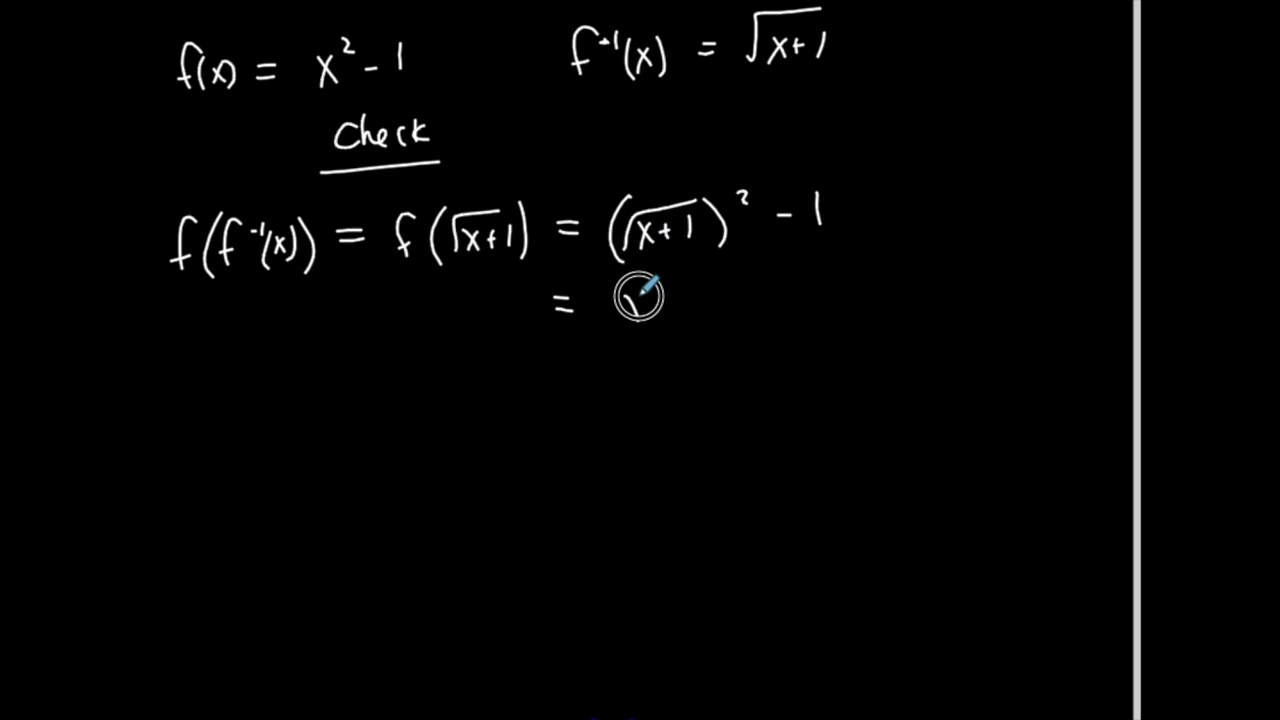 f(x) = x² - 1    f⁻¹(x) = √(x+1)
Check
f(f⁻¹(x)) = f(√(x+1)) = (√(x+1))² - 1
=